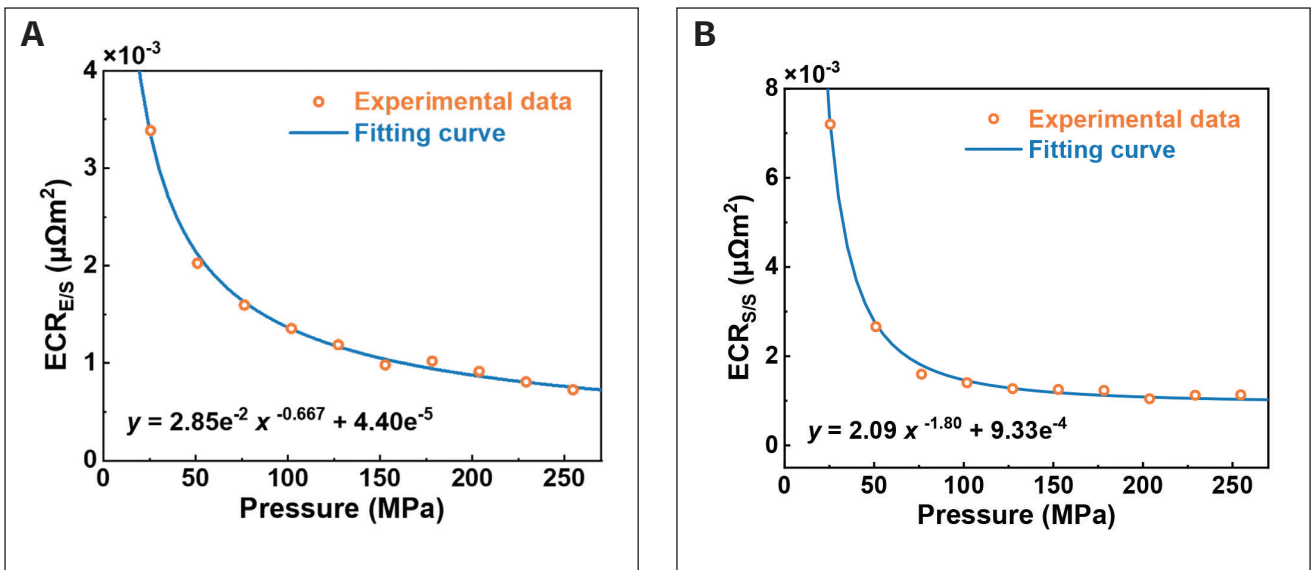 A
×10⁻³
4
3
2
1
0
ECR_E/S (μΩm²)
Experimental data
Fitting curve
y = 2.85e⁻² x ⁻⁰·⁶⁶⁷ + 4.40e⁻⁵
0 50 100 150 200 250
Pressure (MPa)
B
×10⁻³
8
6
4
2
0
ECR_S/S (μΩm²)
Experimental data
Fitting curve
y = 2.09 x ⁻¹·⁸⁰ + 9.33e⁻⁴
0 50 100 150 200 250
Pressure (MPa)